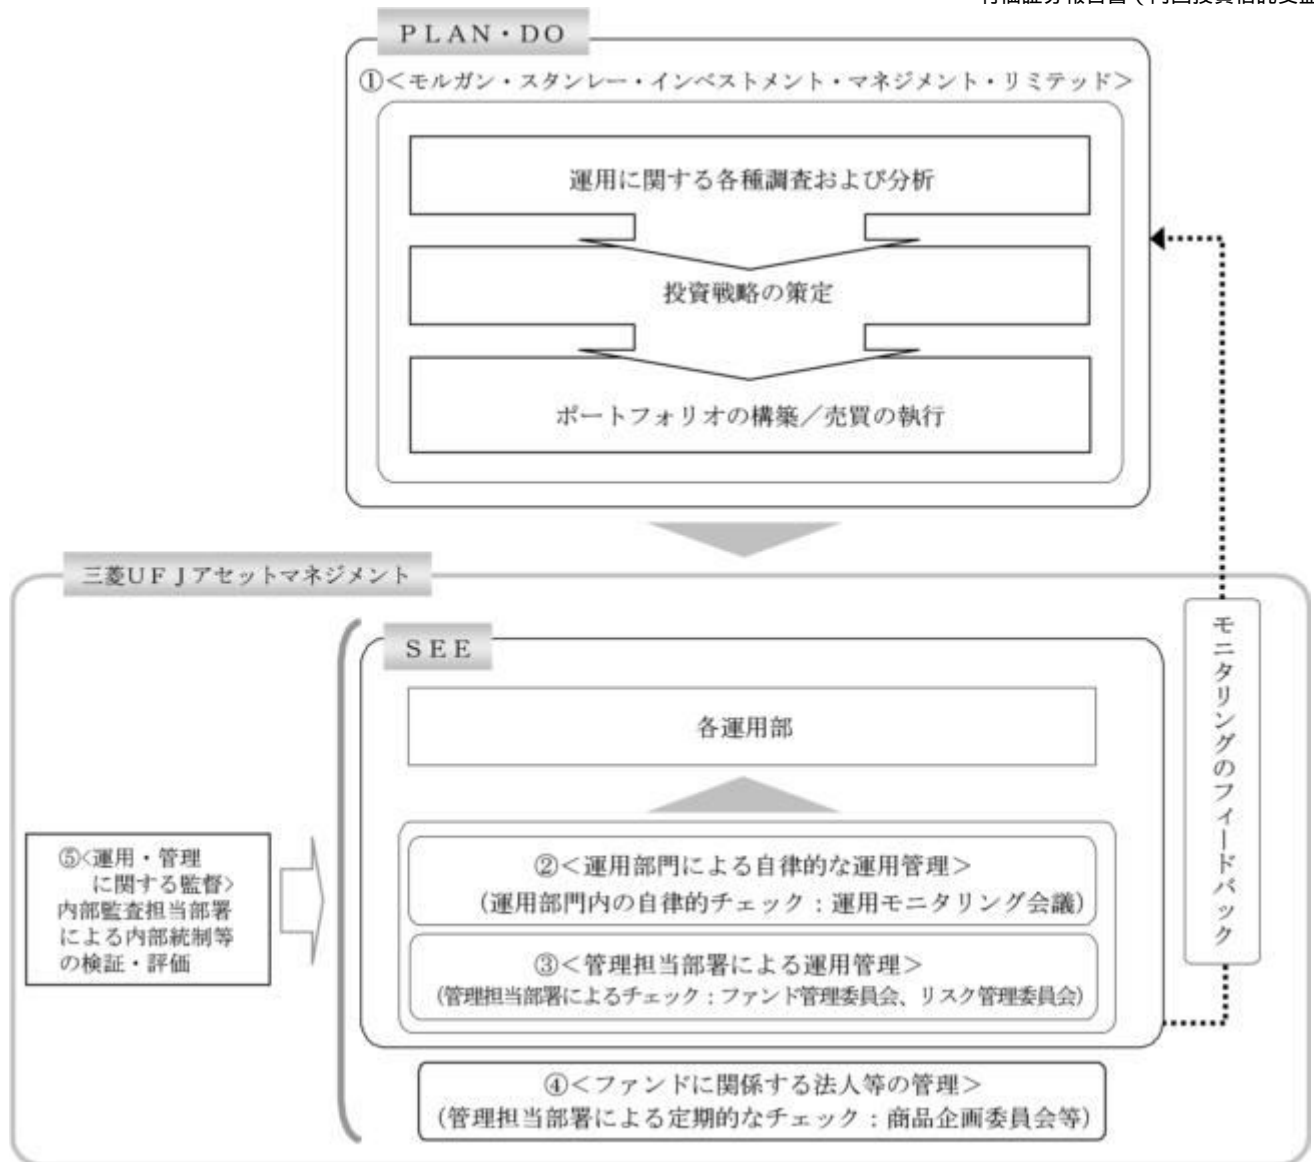 PLAN・DO
①＜モルガン・スタンレー・インベストメント・マネジメント・リミテッド＞
運用に関する各種調査および分析
投資戦略の策定
ポートフォリオの構築／売買の執行
三菱UFJアセットマネジメント
SEE
各運用部
②＜運用部門による自律的な運用管理＞
(運用部門内の自律的チェック：運用モニタリング会議)
③＜管理担当部署による運用管理＞
(管理担当部署によるチェック：ファンド管理委員会、リスク管理委員会)
④＜ファンドに関係する法人等の管理＞
(管理担当部署による定期的なチェック：商品企画委員会等)
⑤<運用・管理
に関する監督>
内部監査担当部署
による内部統制等
の検証・評価
モニタリングのフィードバック